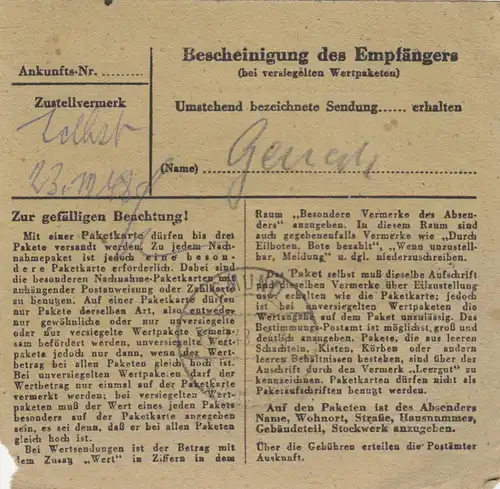 Ankunfts-Nr. ........
Zustellvermerk
selbst
23.10.48
Bescheinigung des Empfängers
(bei versiegelten Wertpaketen)
Umstehend bezeichnete Sendung...... erhalten
(Name)
Zur gefälligen Beachtung!
Mit einer Paketkarte dürfen bis drei
Pakete versandt werden. Zu jedem Nach-
nahmepaket ist jedoch eine beson-
dere Paketkarte erforderlich. Dabei sind
die besonderen Nachnahme-Paketkarten mit
anhängender Postanweisung oder Zahlkarte
zu benutzen. Auf einer Paketkarte dürfen
nur Pakete derselben Art, also entweder
nur gewöhnliche oder nur unversiegelte
oder nur versiegelte Wertpakete gemein-
sam befördert werden, unversiegelte Wert-
pakete jedoch nur dann, wenn der Wert-
betrag bei allen Paketen gleich hoch ist.
Bei unversiegelten Wertpaketen darf der
Wertbetrag nur einmal auf der Paketkarte
vermerkt werden; bei versiegelten Wert-
paketen muß der Wert eines jeden Pakets
besonders auf der Paketkarte angegeben
sein, es sei denn, daß er bei allen Paketen
gleich hoch ist.
Bei Wertsendungen ist der Betrag mit
dem Zusatz „Wert" in Ziffern in dem
Raum „Besondere Vermerke des Absen-
ders" anzugeben. In diesem Raum sind
auch gegebenenfalls Vermerke wie „Durch
Eilboten, Bote bezahlt", „Wenn unzustell-
bar, Meldung" u. dgl. niederzuschreiben.
Das Paket selbst muß dieselbe Aufschrift
und dieselben Vermerke über Eilzustellung
usw. erhalten wie die Paketkarte; jedoch
ist bei unversiegelten Wertpaketen die
Wertangabe auf dem Paket unzulässig. Das
Bestimmungs-Postamt ist möglichst groß und
deutlich anzugeben. Pakete, die aus leeren
Schachteln, Kisten, Körben oder andern
leeren Behältnissen bestehen, sind über der
Anschrift durch den Vermerk „Leergut" zu
kennzeichnen. Paketkarten dürfen nicht als
Paketaufschriften benutzt werden.
Auf den Paketen ist des Absenders
Name, Wohnort, Straße, Hausnummer,
Gebäudeteil, Stockwerk anzugeben.
Über die Gebühren erteilen die Postämter
Auskunft.